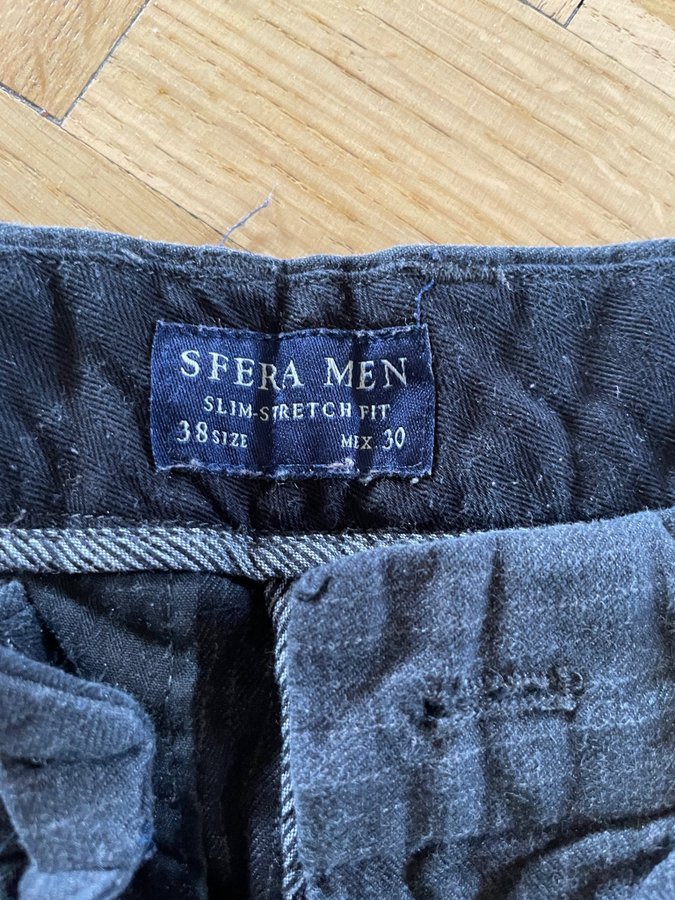 SFERA MEN
SLIM-STRETCH FIT
38 SIZE MEX 30